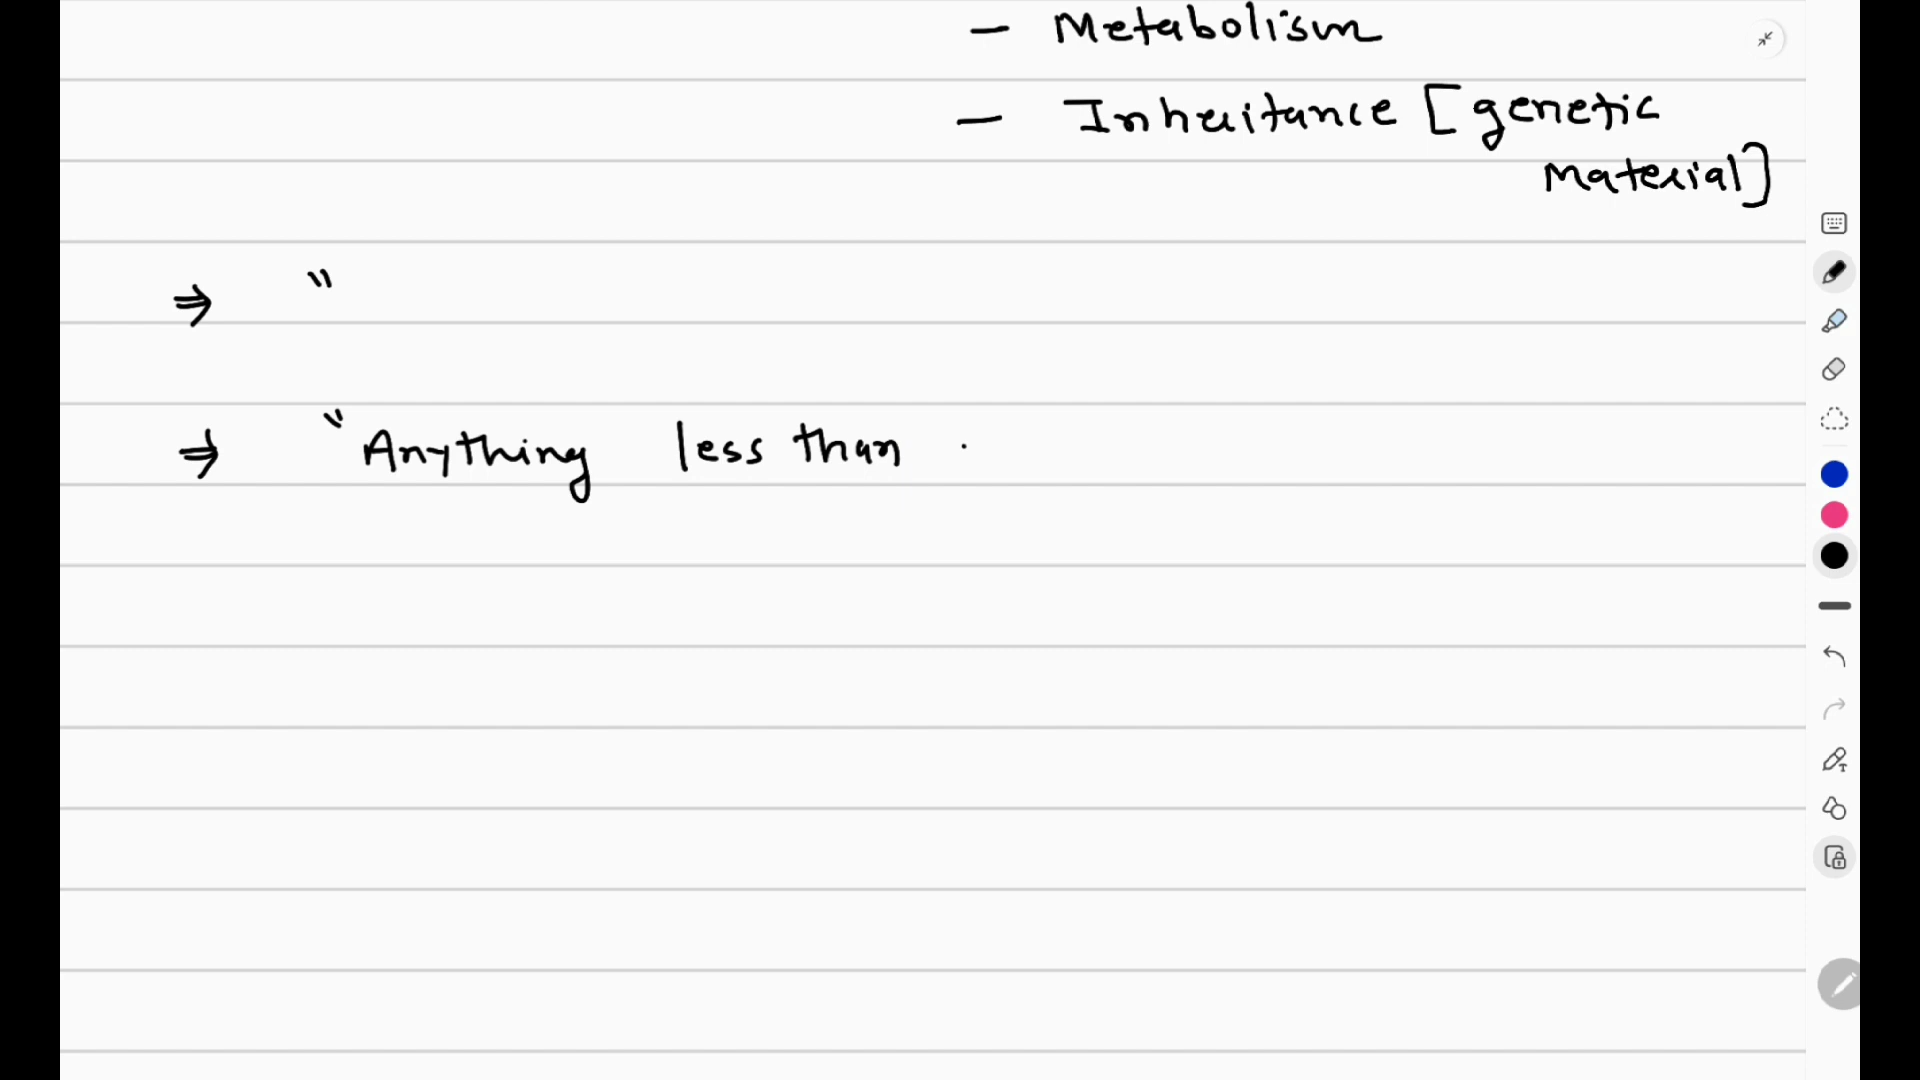 — Metabolism
— Inheritance [genetic
material]
⇒ "
⇒ "Anything less than .